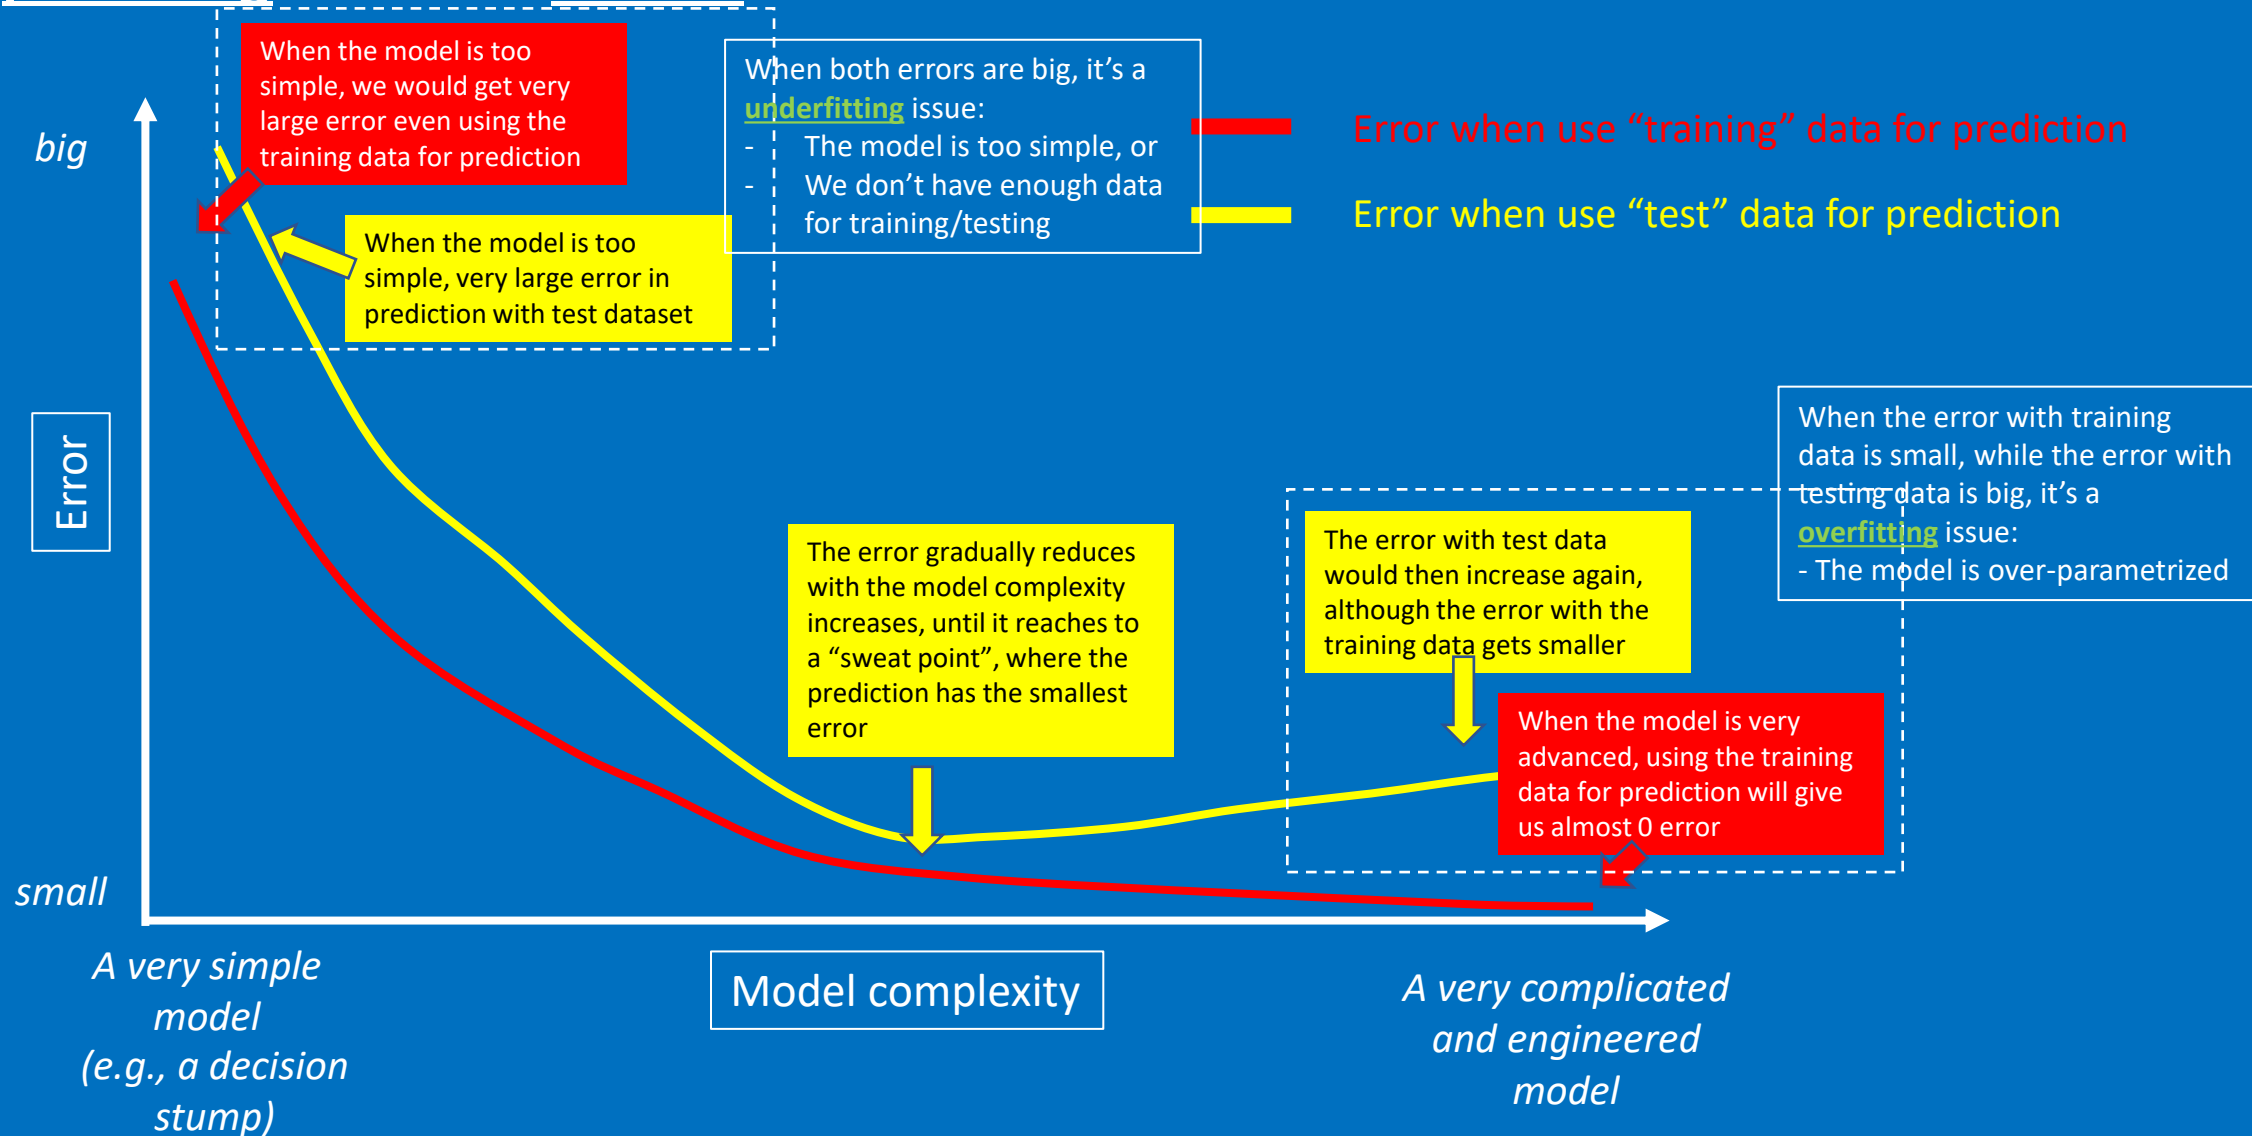 When the model is too
simple, we would get very
large error even using the
training data for prediction
When both errors are big, it’s a
underfitting issue:
- The model is too simple, or
- We don’t have enough data
for training/testing
Error when use “training” data for prediction
Error when use “test” data for prediction
big
When the model is too
simple, very large error in
prediction with test dataset
Error
When the error with training
data is small, while the error with
testing data is big, it’s a
overfitting issue:
- The model is over-parametrized
The error gradually reduces
with the model complexity
increases, until it reaches to
a “sweat point”, where the
prediction has the smallest
error
The error with test data
would then increase again,
although the error with the
training data gets smaller
When the model is very
advanced, using the training
data for prediction will give
us almost 0 error
small
A very simple
model
(e.g., a decision
stump)
Model complexity
A very complicated
and engineered
model